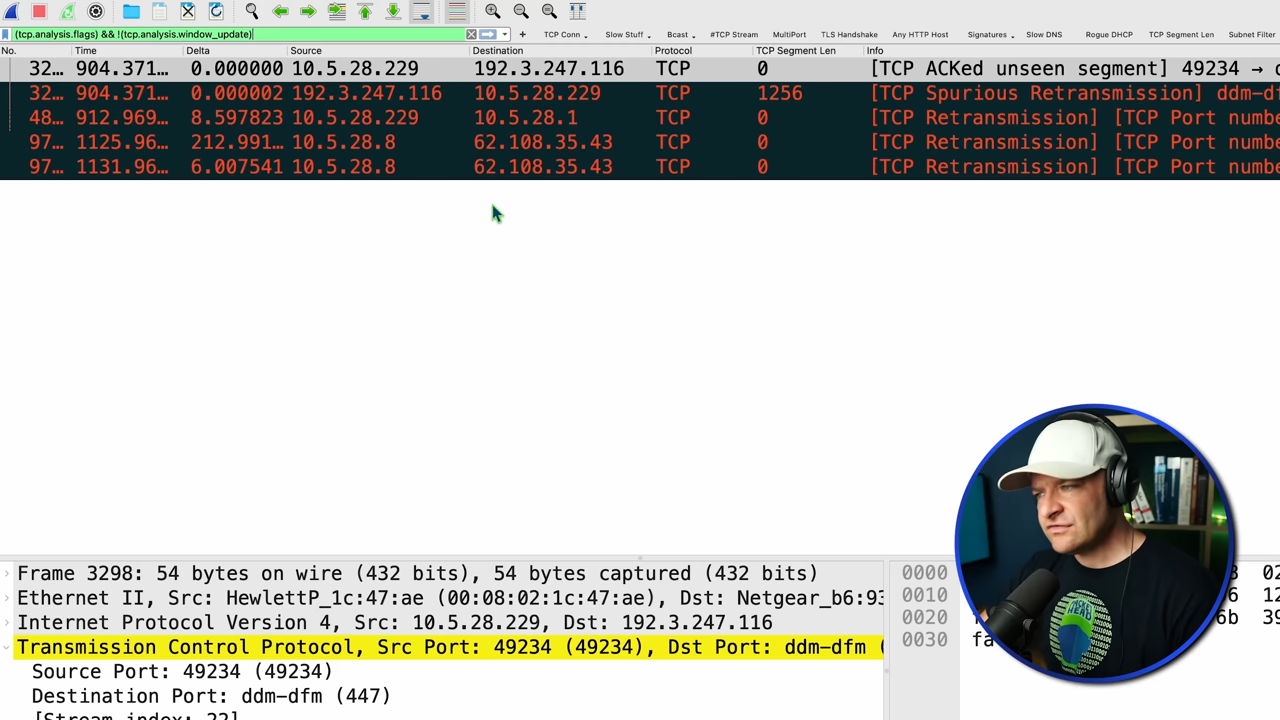 (tcp.analysis.flags) && !(tcp.analysis.window_update)
TCP Conn Slow Stuff Bcast #TCP Stream MultiPort TLS Handshake Any HTTP Host Signatures Slow DNS Rogue DHCP TCP Segment Len Subnet Filter
No. Time Delta Source Destination Protocol TCP Segment Len Info
32… 904.371… 0.000000 10.5.28.229 192.3.247.116 TCP 0 [TCP ACKed unseen segment] 49234 → d
32… 904.371… 0.000002 192.3.247.116 10.5.28.229 TCP 1256 [TCP Spurious Retransmission] ddm-df
48… 912.969… 8.597823 10.5.28.229 10.5.28.1 TCP 0 [TCP Retransmission] [TCP Port numbe
97… 1125.96… 212.991… 10.5.28.8 62.108.35.43 TCP 0 [TCP Retransmission] [TCP Port numbe
97… 1131.96… 6.007541 10.5.28.8 62.108.35.43 TCP 0 [TCP Retransmission] [TCP Port numbe
Frame 3298: 54 bytes on wire (432 bits), 54 bytes captured (432 bits)
Ethernet II, Src: HewlettP_1c:47:ae (00:08:02:1c:47:ae), Dst: Netgear_b6:93
Internet Protocol Version 4, Src: 10.5.28.229, Dst: 192.3.247.116
Transmission Control Protocol, Src Port: 49234 (49234), Dst Port: ddm-dfm (
Source Port: 49234 (49234)
Destination Port: ddm-dfm (447)
[Stream index: 22]
0000 02
0010 12
0020 6b 39
0030 fa